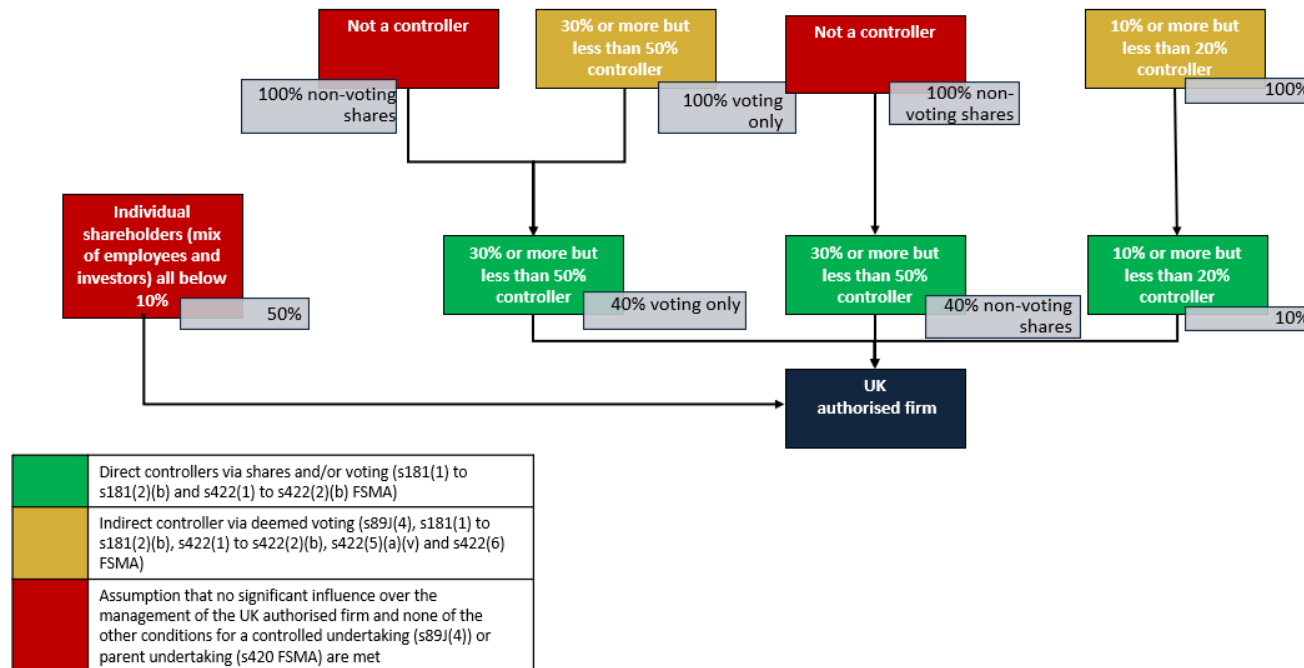 Not a controller
100% non-voting
shares
30% or more but
less than 50%
controller
100% voting
only
Not a controller
100% non-
voting shares
10% or more but
less than 20%
controller
100%
Individual
shareholders (mix
of employees and
investors) all below
10%
50%
30% or more but
less than 50%
controller
40% voting only
30% or more but
less than 50%
controller
40% non-voting
shares
10% or more but
less than 20%
controller
10%
UK
authorised firm
Direct controllers via shares and/or voting (s181(1) to
s181(2)(b) and s422(1) to s422(2)(b) FSMA)
Indirect controller via deemed voting (s89J(4), s181(1) to
s181(2)(b), s422(1) to s422(2)(b), s422(5)(a)(v) and s422(6)
FSMA)
Assumption that no significant influence over the
management of the UK authorised firm and none of the
other conditions for a controlled undertaking (s89J(4)) or
parent undertaking (s420 FSMA) are met